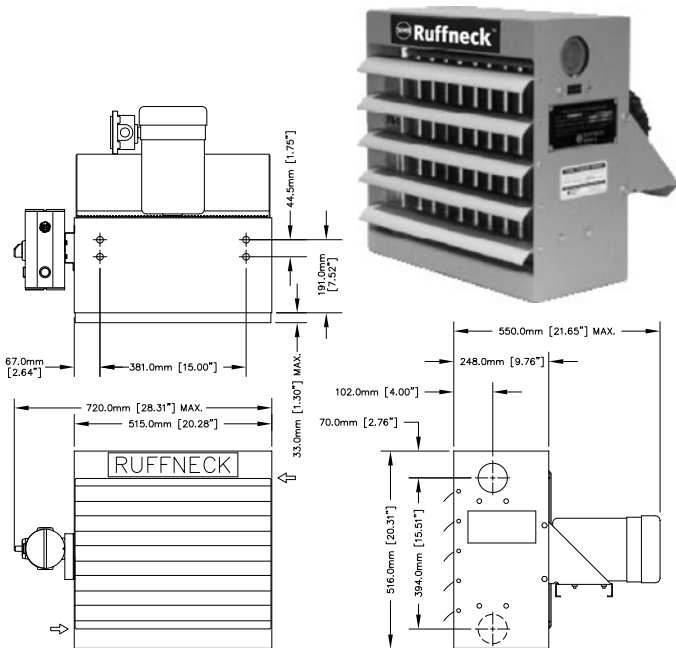 Ruffneck™
44.5mm [1.75"]
191.0mm
[7.52"]
67.0mm
[2.64"]
381.0mm [15.00"]
33.0mm [1.30"] MAX.
720.0mm [28.31"] MAX.
515.0mm [20.28"]
RUFFNECK
550.0mm [21.65"] MAX.
248.0mm [9.76"]
102.0mm [4.00"]
70.0mm [2.76"]
516.0mm [20.31"]
394.0mm [15.51"]